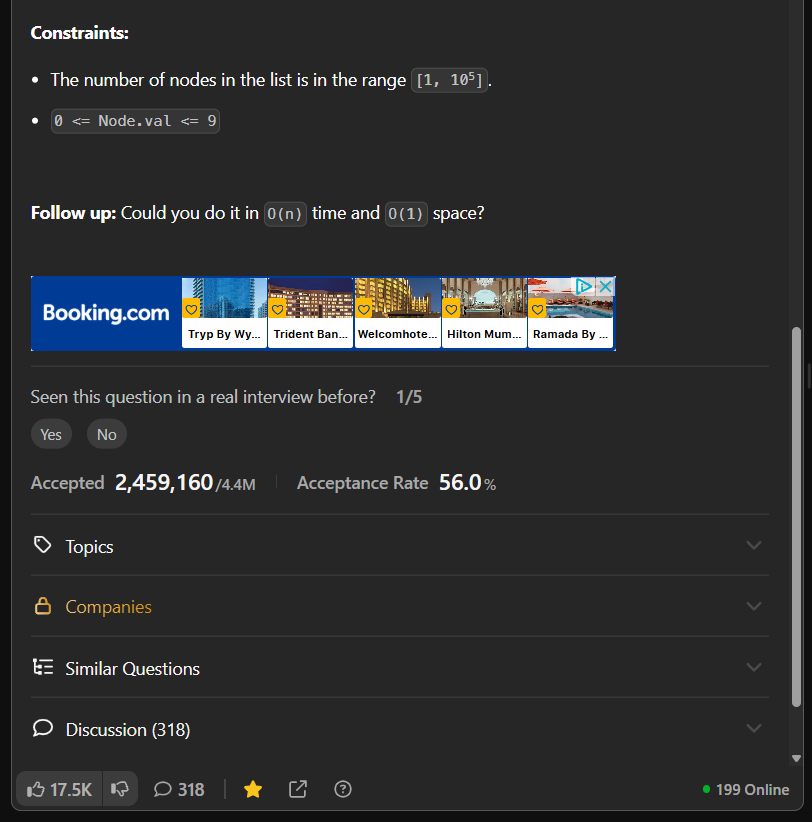 Constraints:
• The number of nodes in the list is in the range [1, 10⁵].
• 0 <= Node.val <= 9
Follow up: Could you do it in O(n) time and O(1) space?
Booking.com
Tryp By Wy... Trident Ban... Welcomhote... Hilton Mum... Ramada By ...
Seen this question in a real interview before? 1/5
Yes No
Accepted 2,459,160/4.4M Acceptance Rate 56.0%
Topics
Companies
Similar Questions
Discussion (318)
17.5K 318 199 Online